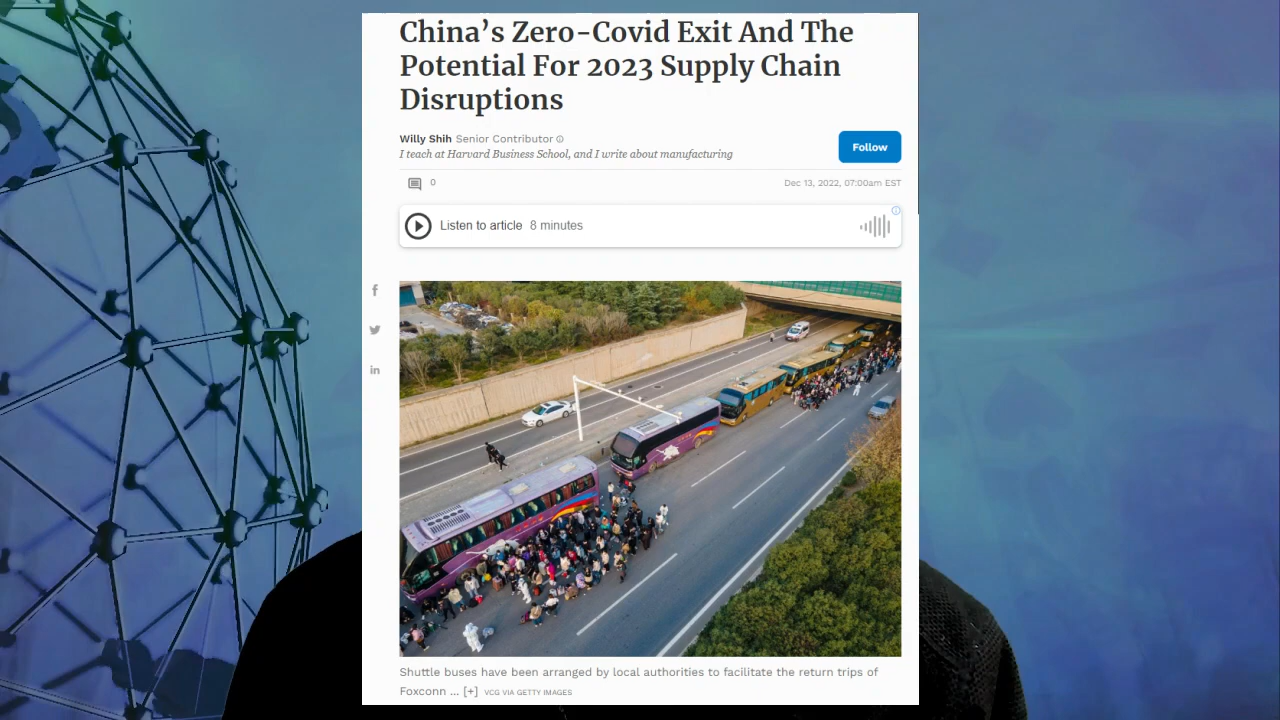 China’s Zero-Covid Exit And The
Potential For 2023 Supply Chain
Disruptions
Willy Shih Senior Contributor
I teach at Harvard Business School, and I write about manufacturing
Follow
0
Dec 13, 2022, 07:00am EST
Listen to article 8 minutes
Shuttle buses have been arranged by local authorities to facilitate the return trips of
Foxconn ... [+] VCG VIA GETTY IMAGES